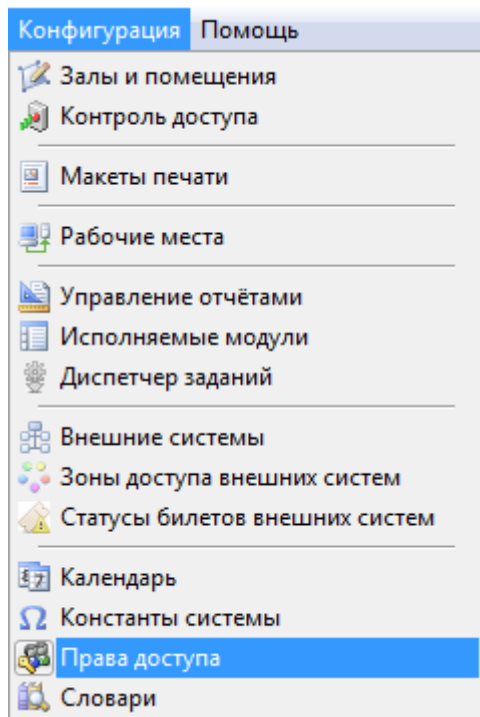 Конфигурация Помощь
Залы и помещения
Контроль доступа
Макеты печати
Рабочие места
Управление отчётами
Исполняемые модули
Диспетчер заданий
Внешние системы
Зоны доступа внешних систем
Статусы билетов внешних систем
Календарь
Константы системы
Права доступа
Словари